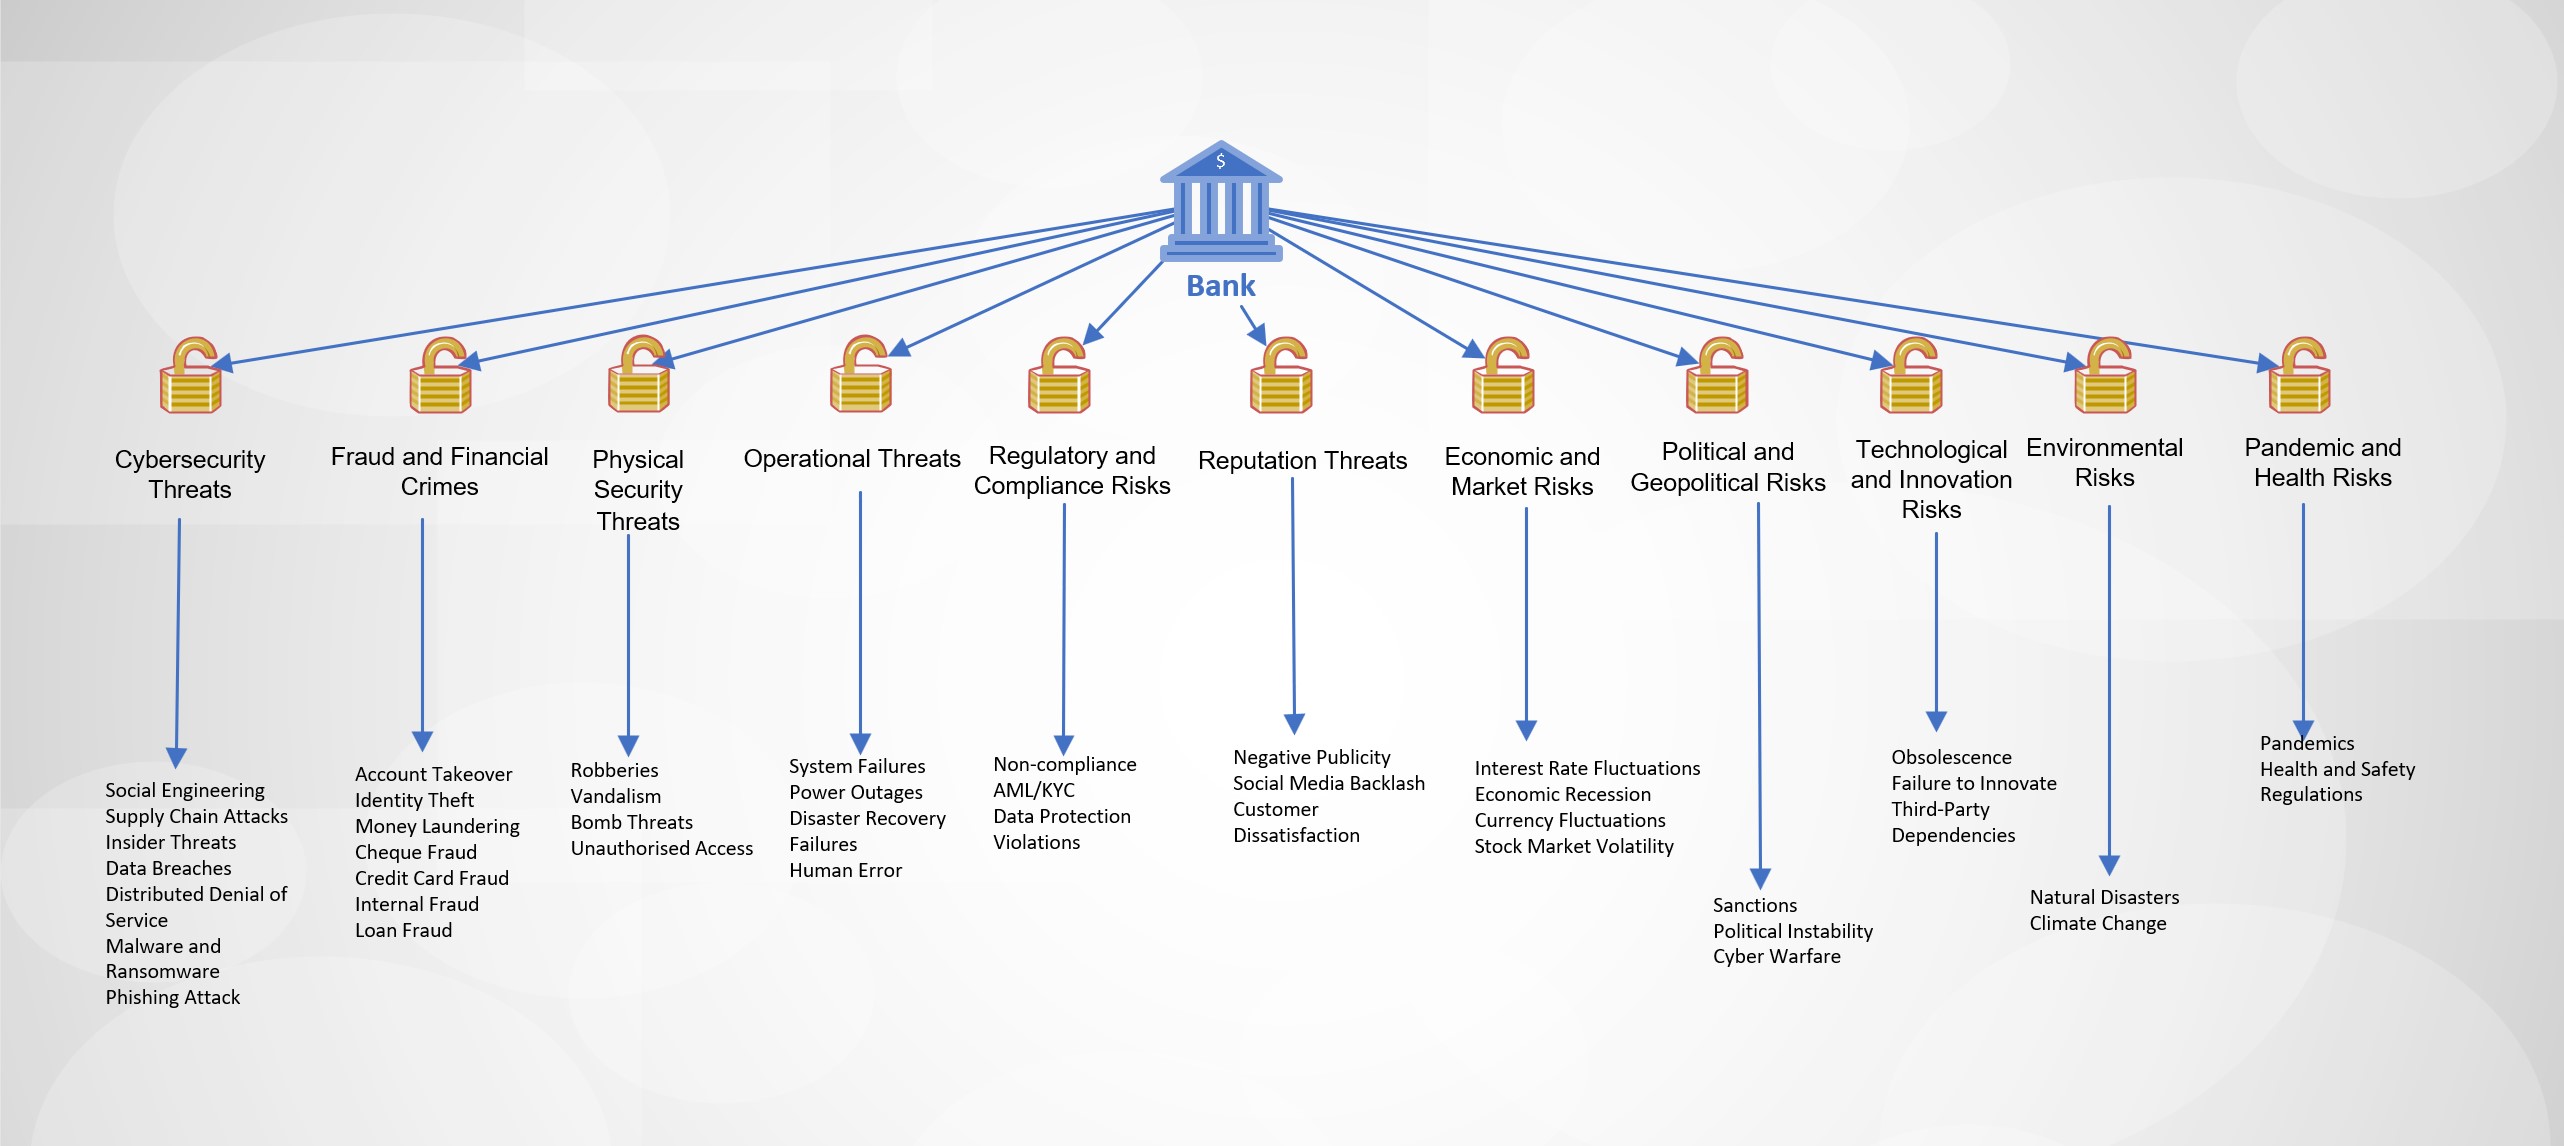 $
Bank
Cybersecurity
Threats
Fraud and Financial
Crimes
Physical
Security
Threats
Operational Threats
Regulatory and
Compliance Risks
Reputation Threats
Economic and
Market Risks
Political and
Geopolitical Risks
Technological
and Innovation
Risks
Environmental
Risks
Pandemic and
Health Risks
Social Engineering
Supply Chain Attacks
Insider Threats
Data Breaches
Distributed Denial of
Service
Malware and
Ransomware
Phishing Attack
Account Takeover
Identity Theft
Money Laundering
Cheque Fraud
Credit Card Fraud
Internal Fraud
Loan Fraud
Robberies
Vandalism
Bomb Threats
Unauthorised Access
System Failures
Power Outages
Disaster Recovery
Failures
Human Error
Non-compliance
AML/KYC
Data Protection
Violations
Negative Publicity
Social Media Backlash
Customer
Dissatisfaction
Interest Rate Fluctuations
Economic Recession
Currency Fluctuations
Stock Market Volatility
Sanctions
Political Instability
Cyber Warfare
Obsolescence
Failure to Innovate
Third-Party
Dependencies
Natural Disasters
Climate Change
Pandemics
Health and Safety
Regulations